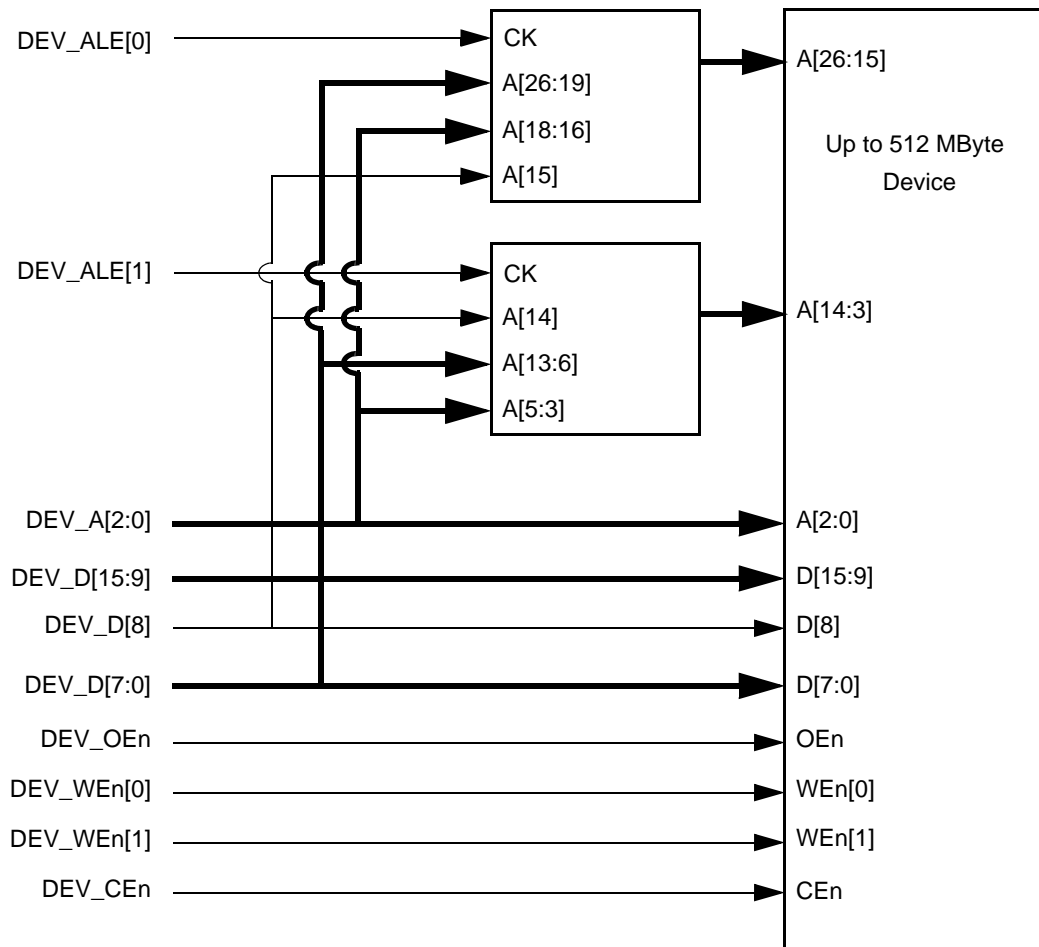 DEV_ALE[0]
CK
A[26:19]
A[18:16]
A[15]
A[26:15]
Up to 512 MByte
Device
DEV_ALE[1]
CK
A[14]
A[13:6]
A[5:3]
A[14:3]
DEV_A[2:0]
A[2:0]
DEV_D[15:9]
D[15:9]
DEV_D[8]
D[8]
DEV_D[7:0]
D[7:0]
DEV_OEn
OEn
DEV_WEn[0]
WEn[0]
DEV_WEn[1]
WEn[1]
DEV_CEn
CEn